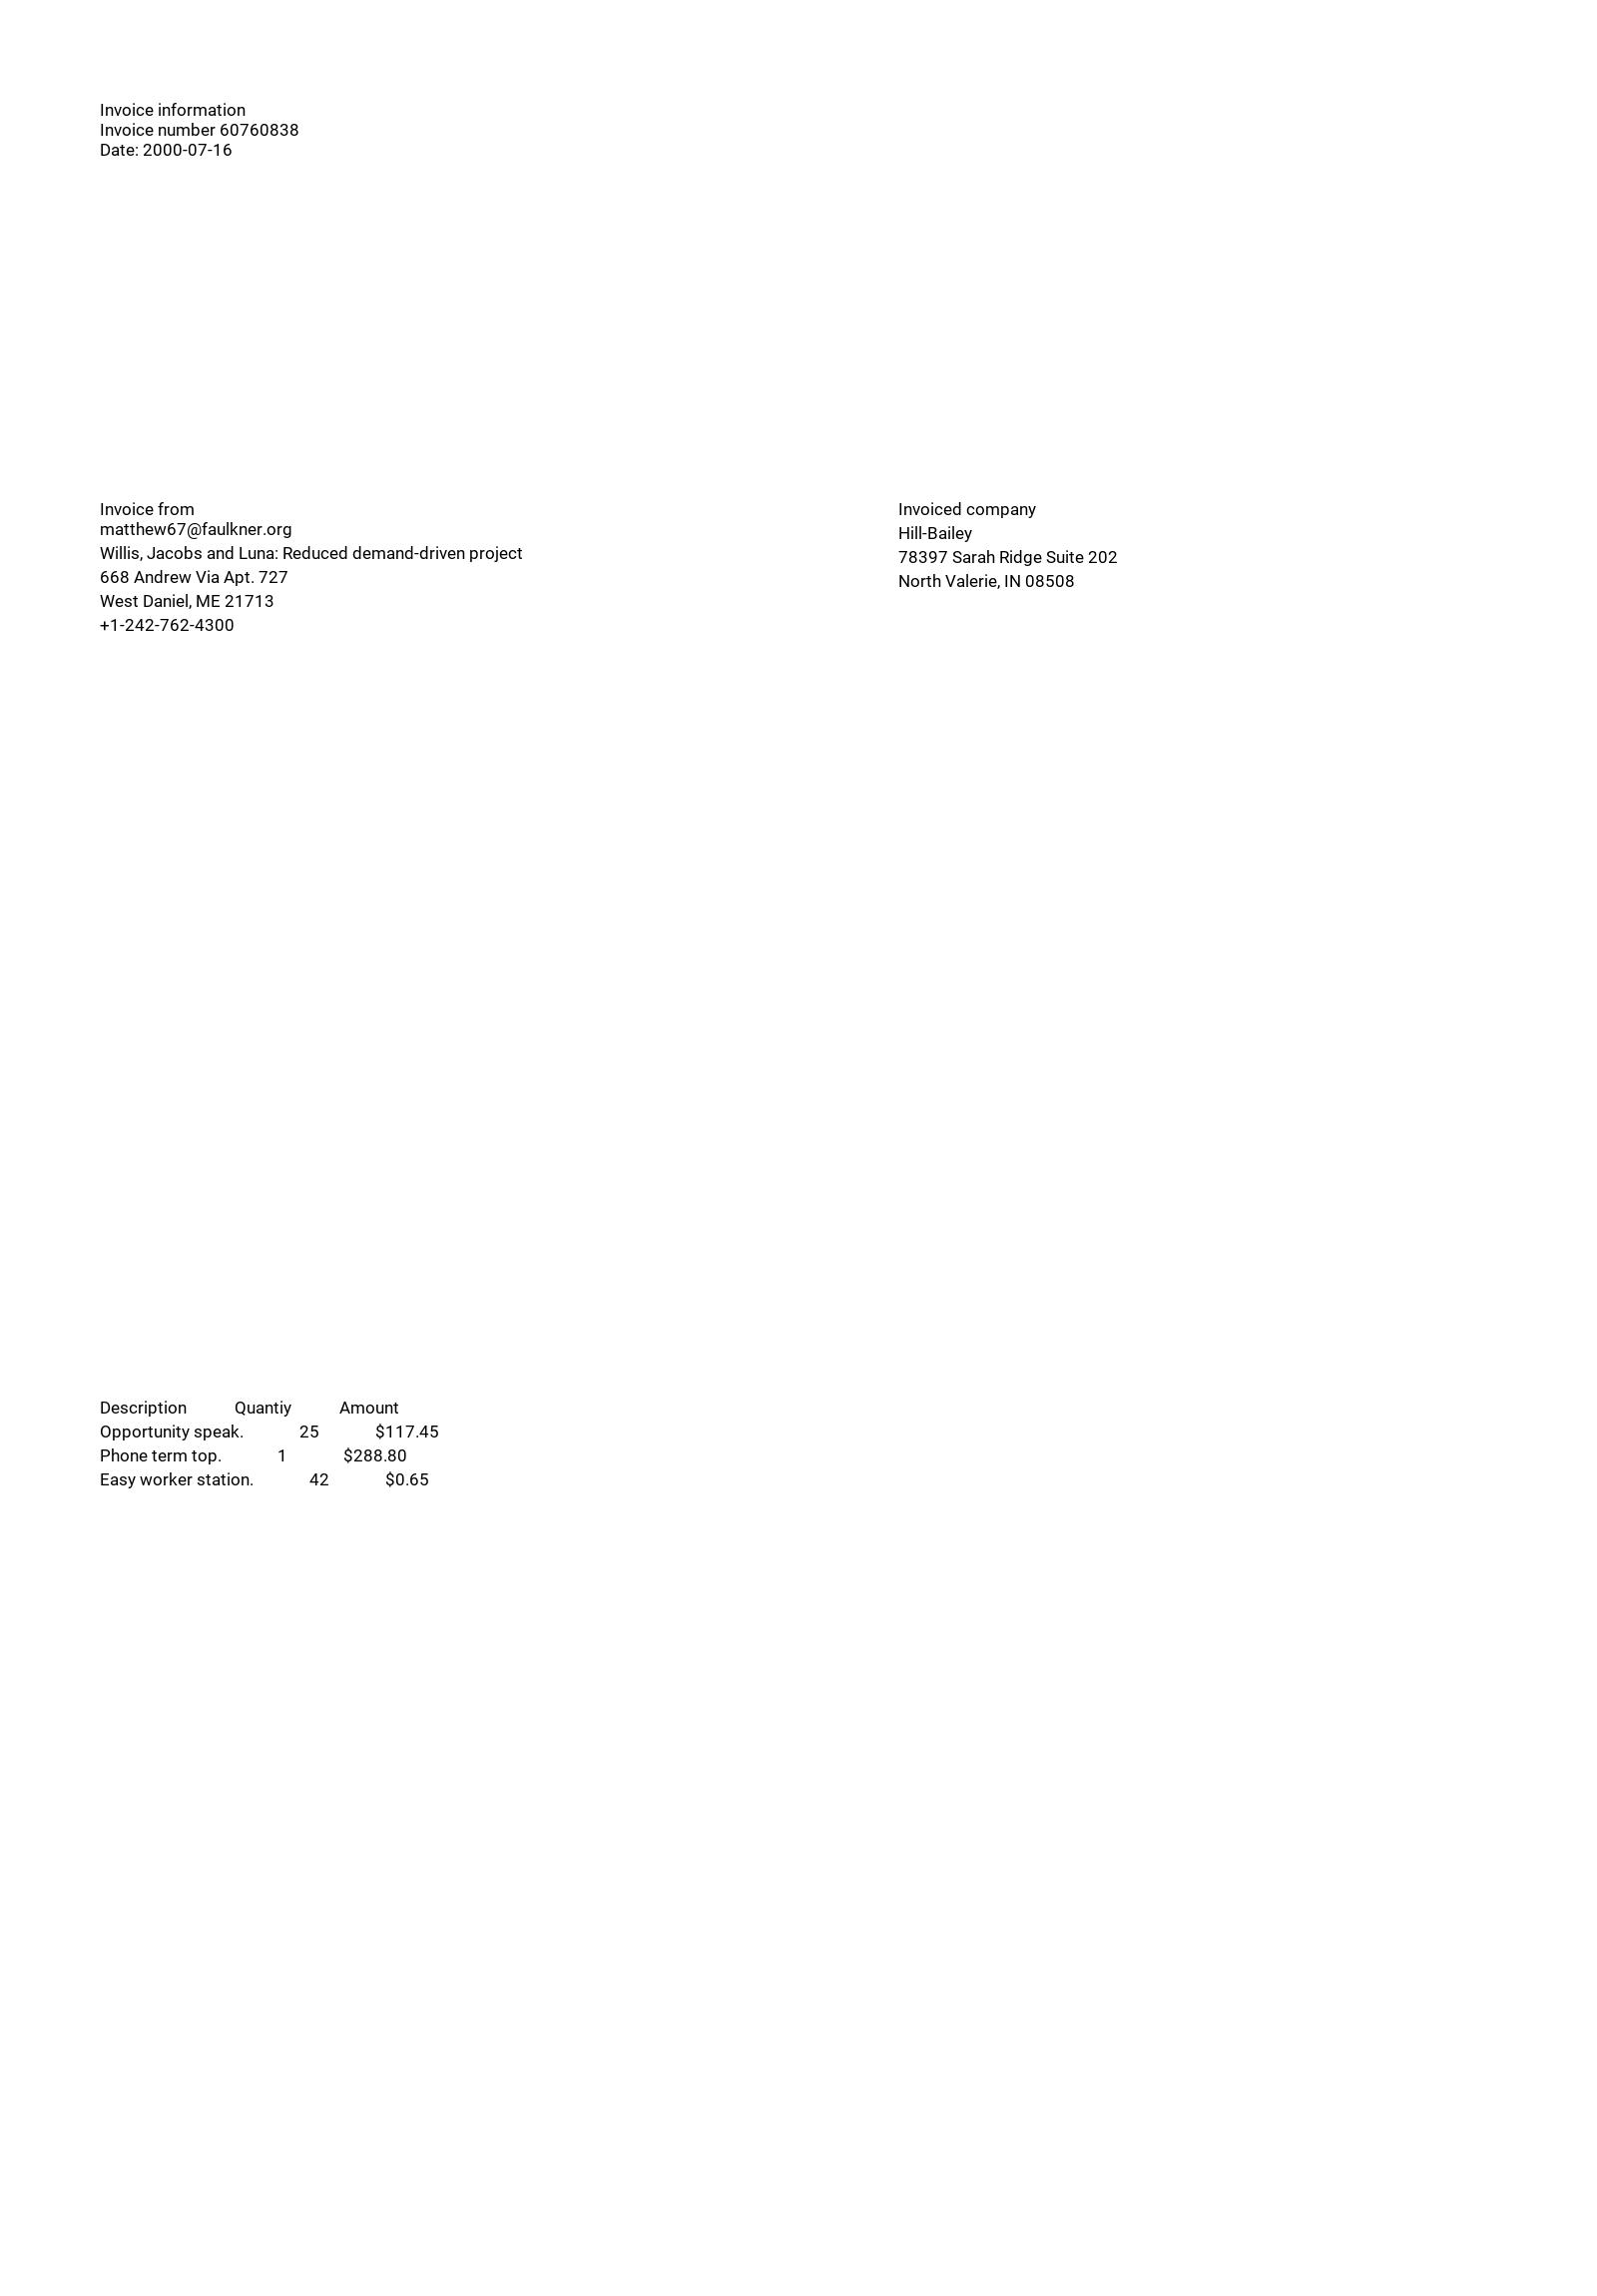 Invoice information
Invoice number 60760838
Date: 2000-07-16
Invoice from
matthew67@faulkner.org
Willis, Jacobs and Luna: Reduced demand-driven project
668 Andrew Via Apt. 727
West Daniel, ME 21713
+1-242-762-4300
Invoiced company
Hill-Bailey
78397 Sarah Ridge Suite 202
North Valerie, IN 08508
Description Quantiy Amount
Opportunity speak. 25 $117.45
Phone term top. 1 $288.80
Easy worker station. 42 $0.65